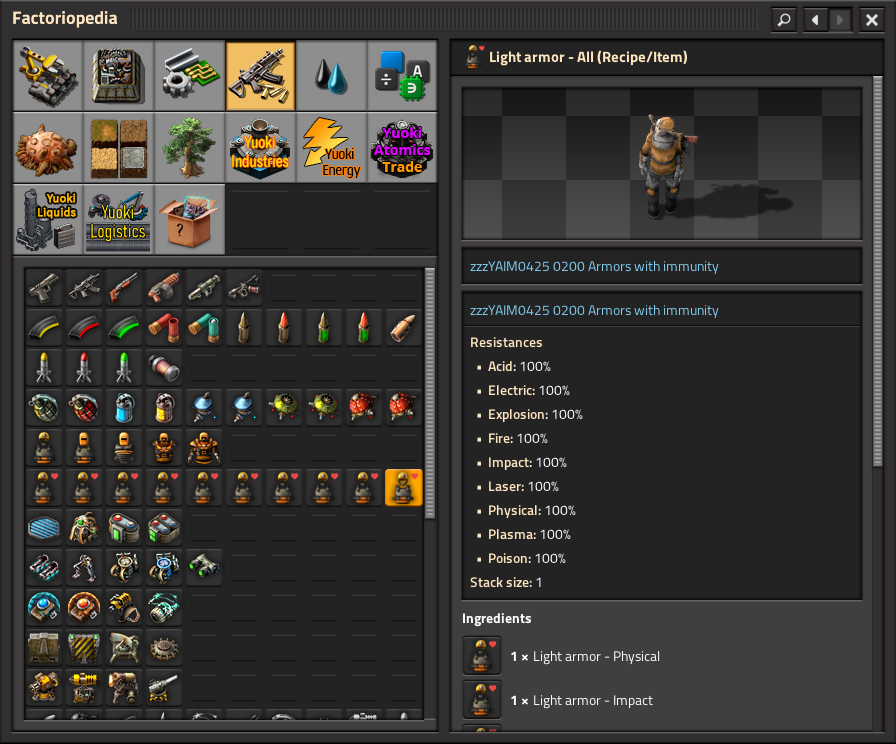 Factoriopedia
Light armor - All (Recipe/Item)
A
Yuoki
Industries
Yuoki
Energy
Yuoki
Atomics
Trade
Yuoki
Liquids
Yuoki
Logistics
?
zzzYAIM0425 0200 Armors with immunity
zzzYAIM0425 0200 Armors with immunity
Resistances
▪ Acid: 100%
▪ Electric: 100%
▪ Explosion: 100%
▪ Fire: 100%
▪ Impact: 100%
▪ Laser: 100%
▪ Physical: 100%
▪ Plasma: 100%
▪ Poison: 100%
Stack size: 1
Ingredients
1 × Light armor - Physical
1 × Light armor - Impact